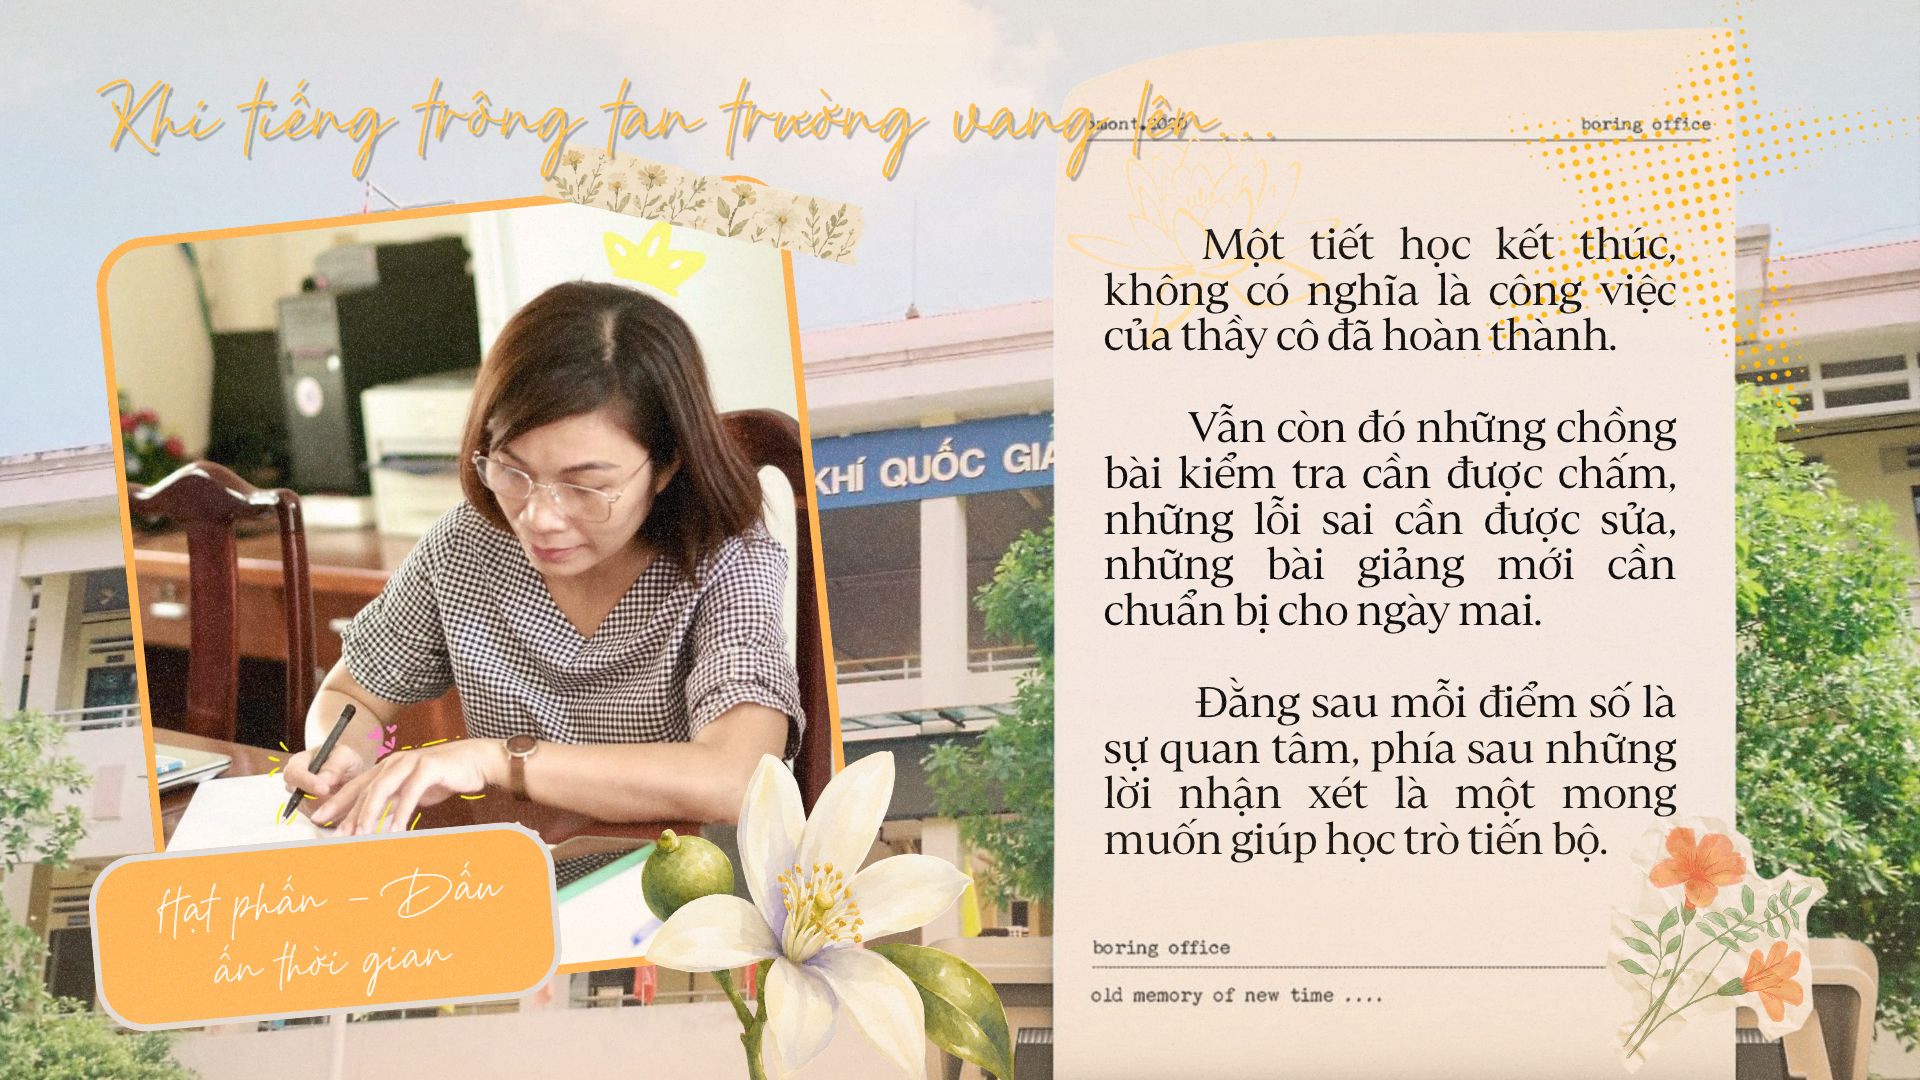 Khi tiếng trống tan trường vang lên...
boring office
Một tiết học kết thúc,
không có nghĩa là công việc
của thầy cô đã hoàn thành.
Vẫn còn đó những chồng
bài kiểm tra cần được chấm,
những lỗi sai cần được sửa,
những bài giảng mới cần
chuẩn bị cho ngày mai.
Đằng sau mỗi điểm số là
sự quan tâm, phía sau những
lời nhận xét là một mong
muốn giúp học trò tiến bộ.
KHÍ QUỐC GIA
Hạt phấn – Dấu
ấn thời gian
boring office
old memory of new time ....